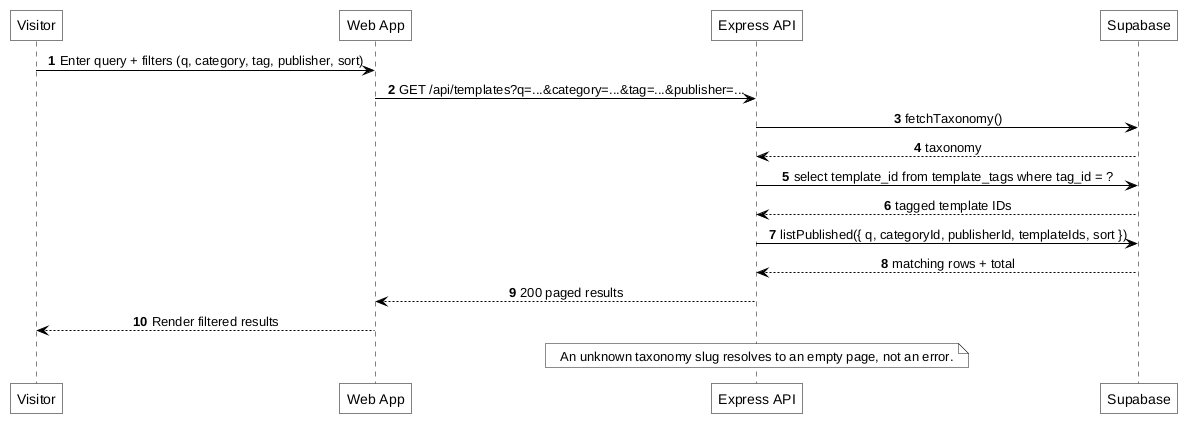 Visitor
Web App
Express API
Supabase
1 Enter query + filters (q, category, tag, publisher, sort)
2 GET /api/templates?q=...&category=...&tag=...&publisher=...
3 fetchTaxonomy()
4 taxonomy
5 select template_id from template_tags where tag_id = ?
6 tagged template IDs
7 listPublished({ q, categoryId, publisherId, templateIds, sort })
8 matching rows + total
9 200 paged results
10 Render filtered results
An unknown taxonomy slug resolves to an empty page, not an error.
Visitor
Web App
Express API
Supabase